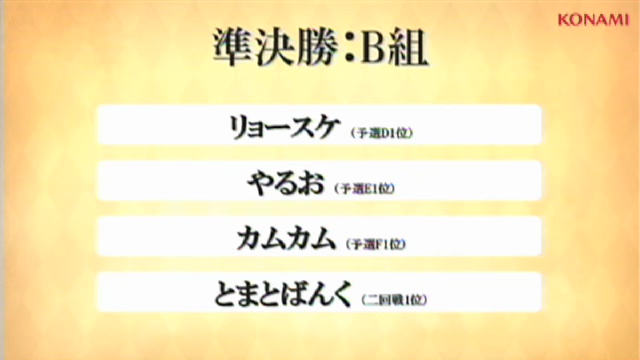 KONAMI
準決勝：B組
リョースケ（予選D1位）
やるお（予選E1位）
カムカム（予選F1位）
とまとばんく（二回戦1位）